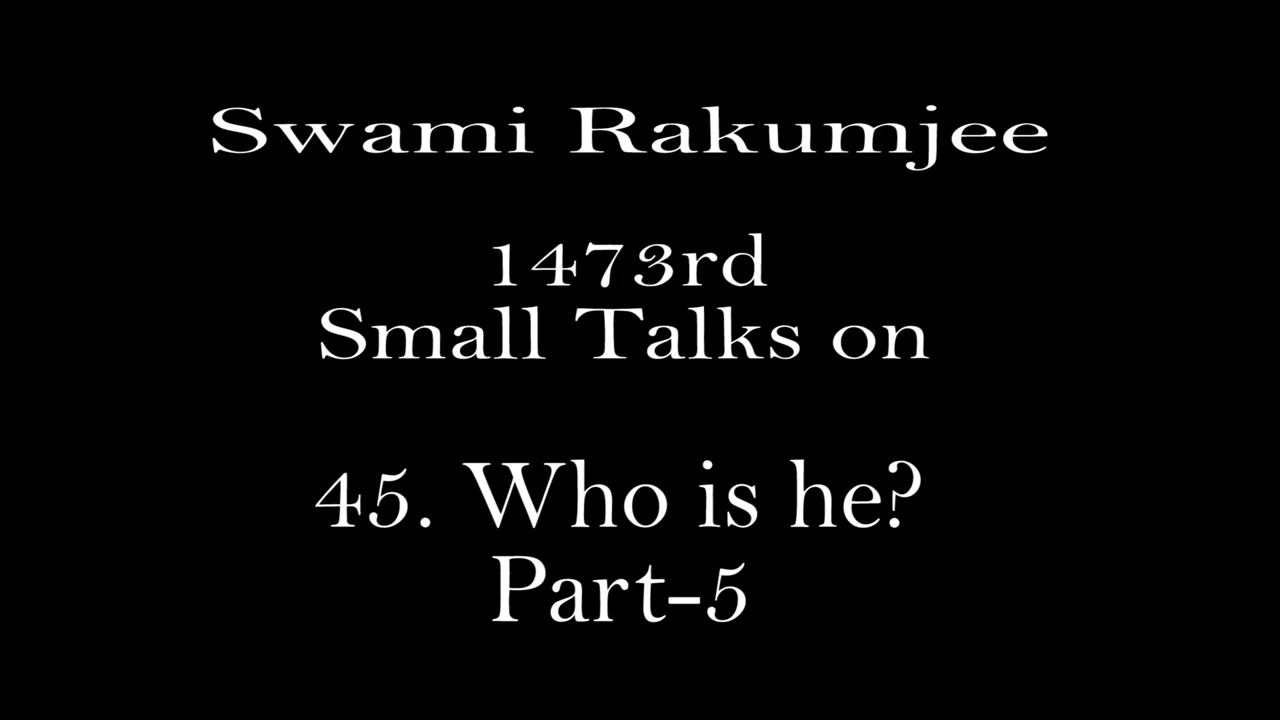 Swami Rakumjee
1473rd
Small Talks on
45. Who is he?
Part-5